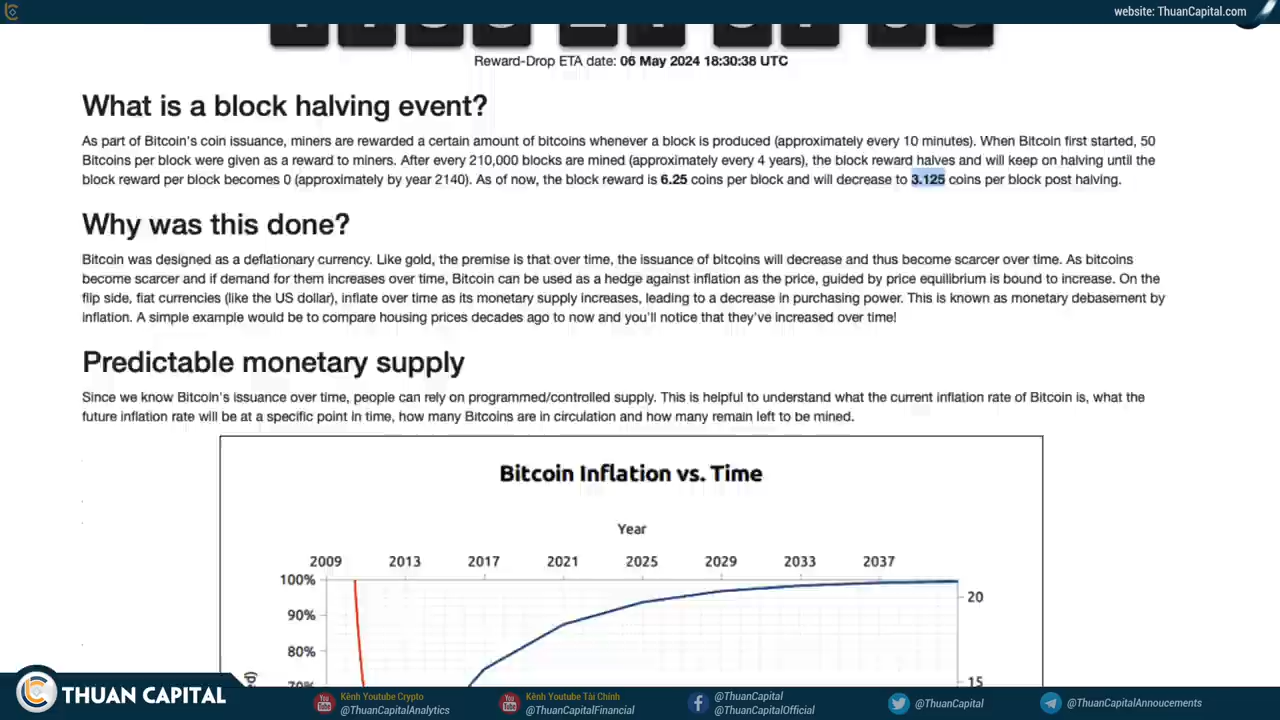 website: ThuanCapital.com
Reward-Drop ETA date: 06 May 2024 18:30:38 UTC
What is a block halving event?
As part of Bitcoin's coin issuance, miners are rewarded a certain amount of bitcoins whenever a block is produced (approximately every 10 minutes). When Bitcoin first started, 50
Bitcoins per block were given as a reward to miners. After every 210,000 blocks are mined (approximately every 4 years), the block reward halves and will keep on halving until the
block reward per block becomes 0 (approximately by year 2140). As of now, the block reward is 6.25 coins per block and will decrease to 3.125 coins per block post halving.
Why was this done?
Bitcoin was designed as a deflationary currency. Like gold, the premise is that over time, the issuance of bitcoins will decrease and thus become scarcer over time. As bitcoins
become scarcer and if demand for them increases over time, Bitcoin can be used as a hedge against inflation as the price, guided by price equilibrium is bound to increase. On the
flip side, fiat currencies (like the US dollar), inflate over time as its monetary supply increases, leading to a decrease in purchasing power. This is known as monetary debasement by
inflation. A simple example would be to compare housing prices decades ago to now and you'll notice that they've increased over time!
Predictable monetary supply
Since we know Bitcoin's issuance over time, people can rely on programmed/controlled supply. This is helpful to understand what the current inflation rate of Bitcoin is, what the
future inflation rate will be at a specific point in time, how many Bitcoins are in circulation and how many remain left to be mined.
Bitcoin Inflation vs. Time
Year
2009 2013 2017 2021 2025 2029 2033 2037
100%
20
90%
80%
70%
15
THUAN CAPITAL
Kênh Youtube Crypto
@ThuanCapitalAnalytics
Kênh Youtube Tài Chính
@ThuanCapitalFinancial
@ThuanCapital
@ThuanCapitalOfficial
@ThuanCapital
@ThuanCapitalAnnoucements